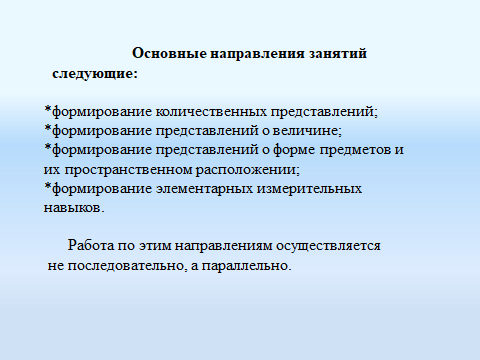 Основные направления занятий
следующие:
*формирование количественных представлений;
*формирование представлений о величине;
*формирование представлений о форме предметов и
их пространственном расположении;
*формирование элементарных измерительных
навыков.
Работа по этим направлениям осуществляется
не последовательно, а параллельно.